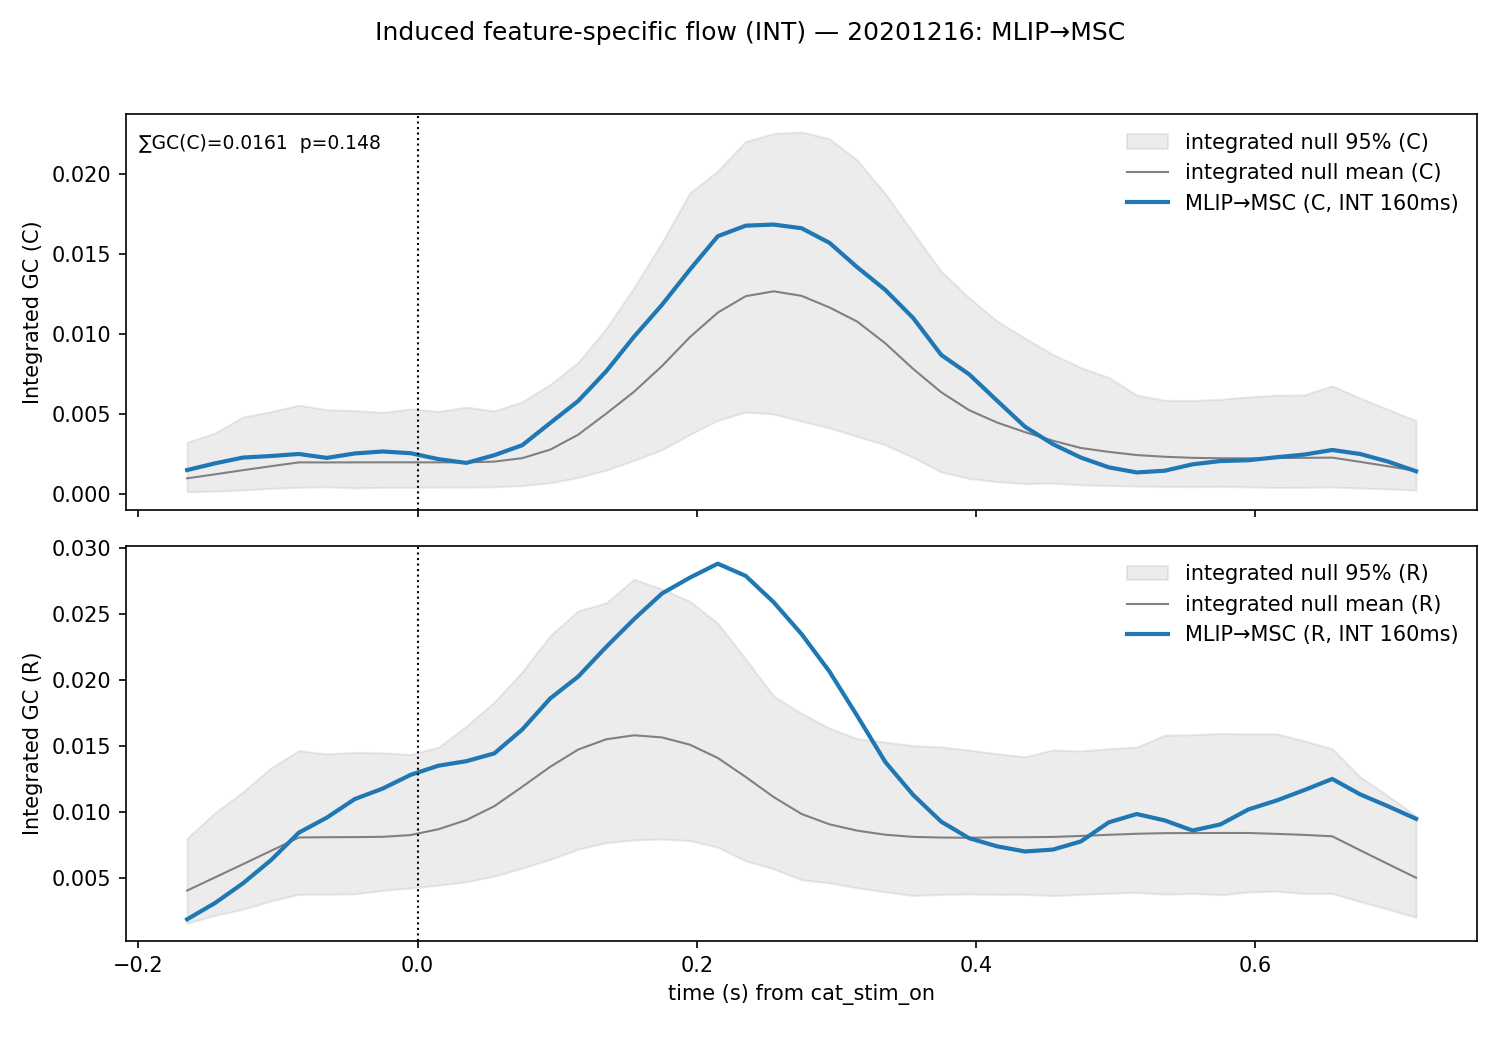 Induced feature-specific flow (INT) — 20201216: MLIP→MSC
∑GC(C)=0.0161  p=0.148
integrated null 95% (C)
integrated null mean (C)
MLIP→MSC (C, INT 160ms)
Integrated GC (C)
0.020
0.015
0.010
0.005
0.000
integrated null 95% (R)
integrated null mean (R)
MLIP→MSC (R, INT 160ms)
Integrated GC (R)
0.030
0.025
0.020
0.015
0.010
0.005
−0.2 0.0 0.2 0.4 0.6
time (s) from cat_stim_on